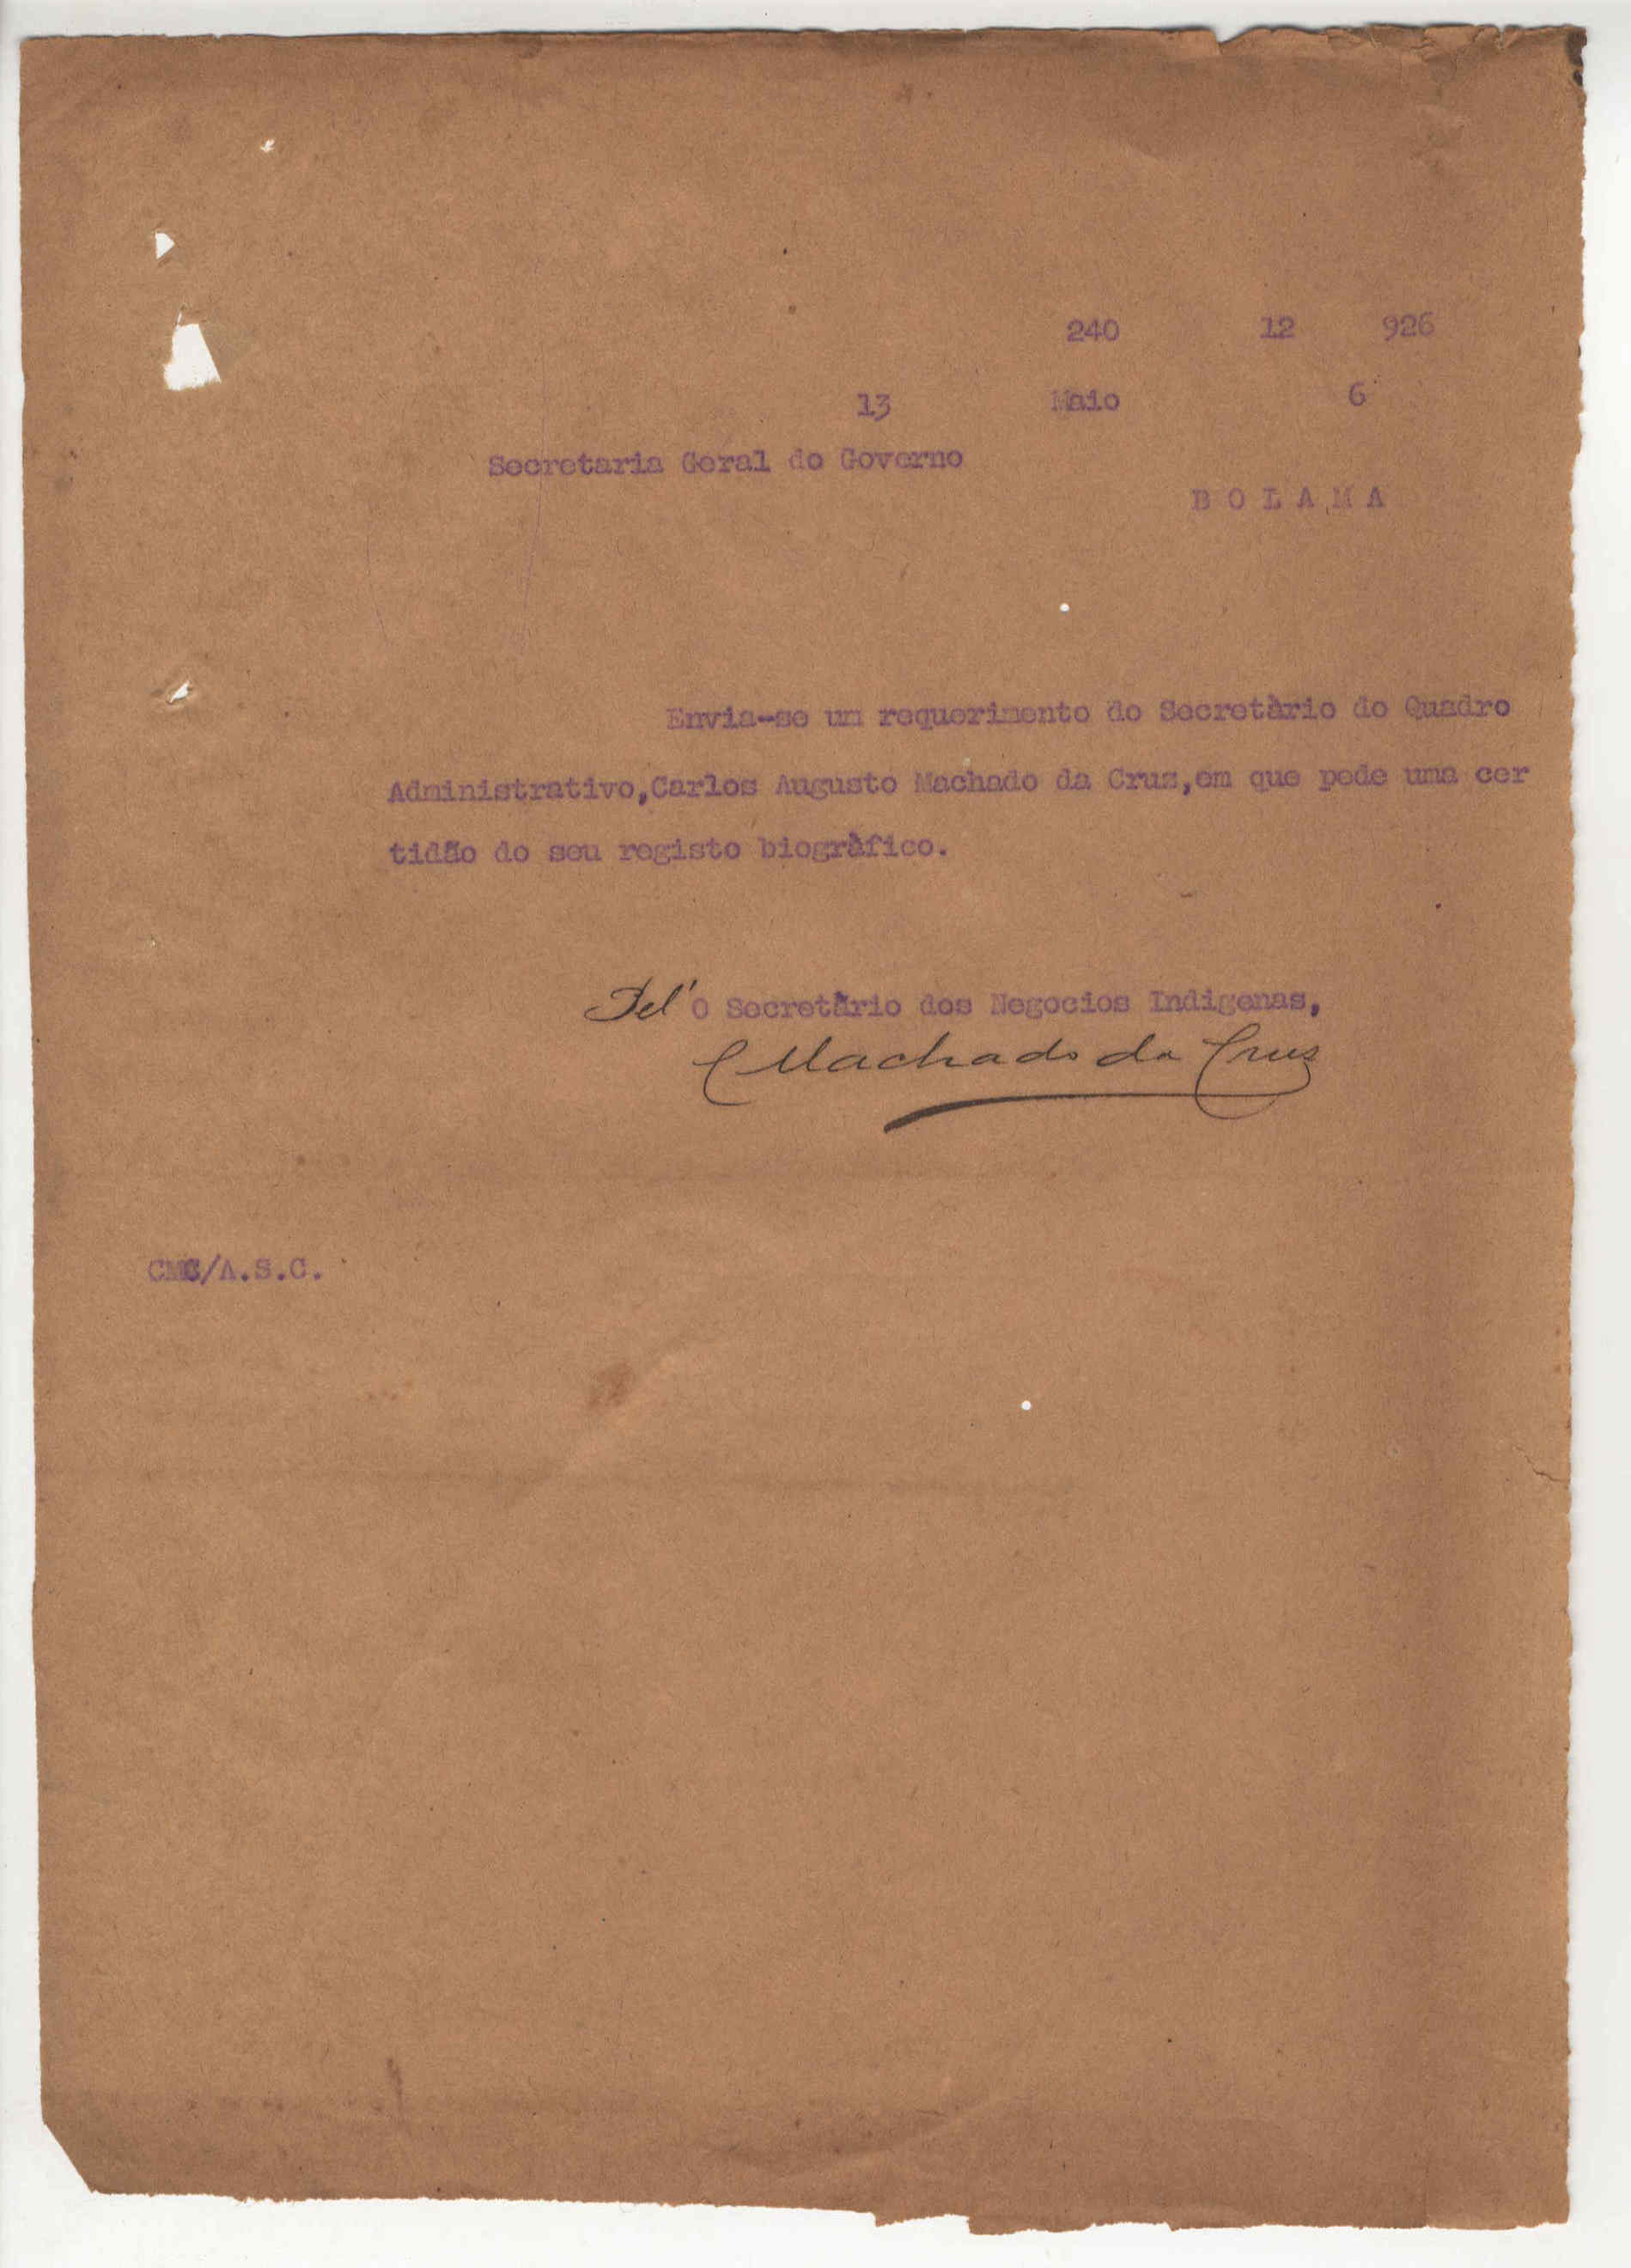 240 12 926
13 Maio 6
Secretaria Geral do Governo
B O L A M A
Envia-se um requerimento do Secretàrio do Quadro
Administrativo,Carlos Augusto Machado da Cruz,em que pede uma cer
tidão do seu registo biogràfico.
Pel' O Secretàrio dos Negocios Indigenas,
C Machado da Cruz
CMC/A.S.C.